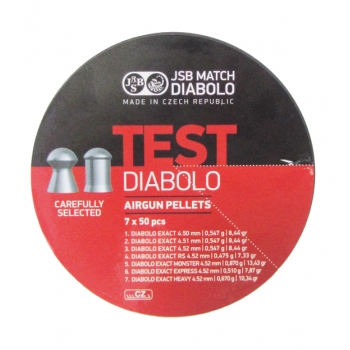 JSB
JSB MATCH
DIABOLO
MADE IN CZECH REPUBLIC
TEST
DIABOLO
AIRGUN PELLETS
7 x 50 pcs
CAREFULLY
SELECTED
1. DIABOLO EXACT 4.50 mm | 0,547 g | 8,44 gr
2. DIABOLO EXACT 4.51 mm | 0,547 g | 8,44 gr
3. DIABOLO EXACT 4.52 mm | 0,547 g | 8,44 gr
4. DIABOLO EXACT RS 4.52 mm | 0,475 g | 7,33 gr
5. DIABOLO EXACT MONSTER 4.52 mm | 0,870 g | 13,43 gr
6. DIABOLO EXACT EXPRESS 4.52 mm | 0,510 g | 7,87 gr
7. DIABOLO EXACT HEAVY 4.52 mm | 0,670 g | 10,34 gr
CZ